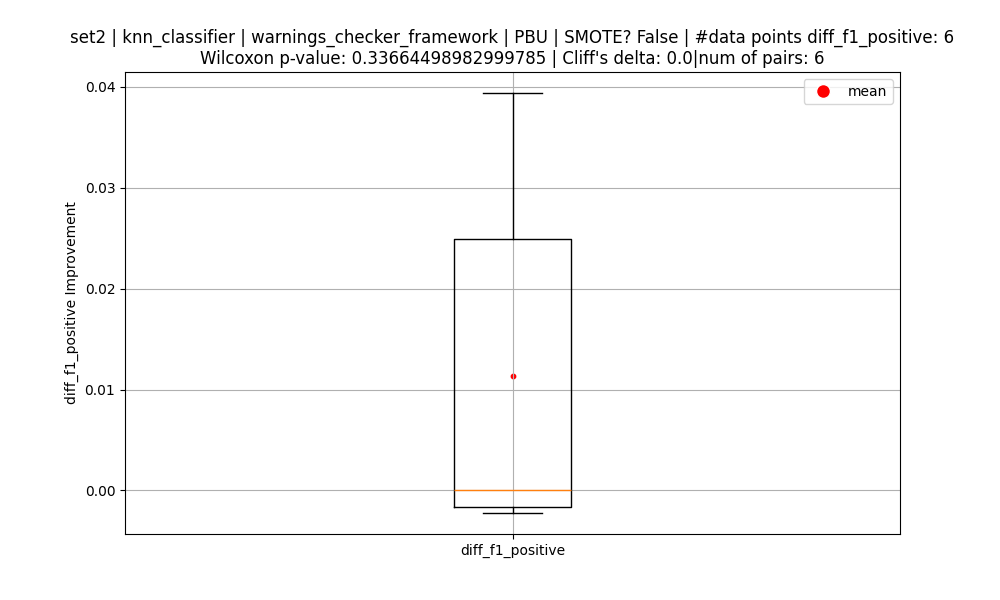 set2 | knn_classifier | warnings_checker_framework | PBU | SMOTE? False | #data points diff_f1_positive: 6
Wilcoxon p-value: 0.33664498982999785 | Cliff's delta: 0.0|num of pairs: 6
mean
0.04
0.03
0.02
0.01
0.00
diff_f1_positive Improvement
diff_f1_positive